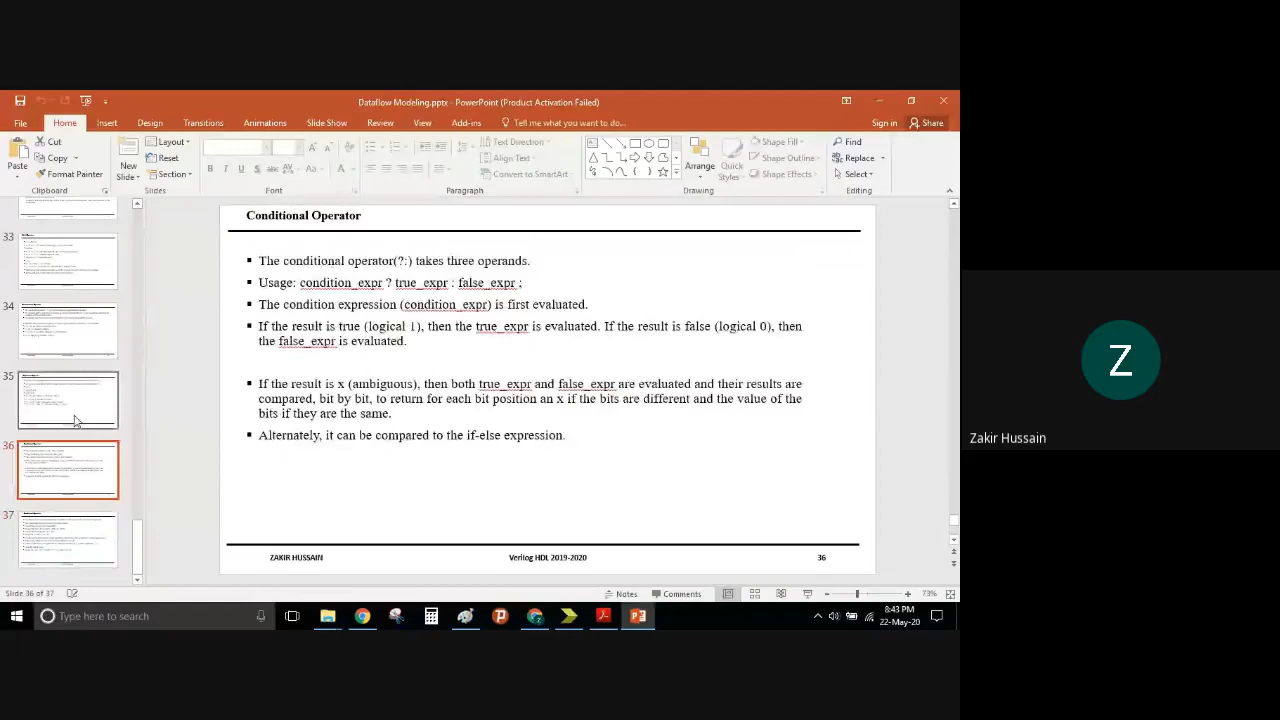 Dataflow Modeling.pptx - PowerPoint (Product Activation Failed)
File Home Insert Design Transitions Animations Slide Show Review View Add-ins Tell me what you want to do... Sign in Share
Paste
Cut
Copy
Format Painter
Clipboard
New Slide
Layout
Reset
Section
Slides
Font
Text Direction
Align Text
Convert to SmartArt
Paragraph
Arrange
Quick Styles
Shape Fill
Shape Outline
Shape Effects
Drawing
Find
Replace
Select
Editing
33
34
35
36
37
Conditional Operator
The conditional operator(?:) takes three operands.
Usage: condition_expr ? true_expr : false_expr ;
The condition expression (condition_expr) is first evaluated.
If the result is true (logical 1), then the true_expr is evaluated. If the result is false (logical 0), then
the false_expr is evaluated.
If the result is x (ambiguous), then both true_expr and false_expr are evaluated and their results are
compared, bit by bit, to return for each bit position an x if the bits are different and the value of the
bits if they are the same.
Alternately, it can be compared to the if-else expression.
ZAKIR HUSSAIN Verilog HDL 2019-2020 36
Slide 36 of 37 Notes Comments 73%
Type here to search
8:43 PM
22-May-20
Z
Zakir Hussain